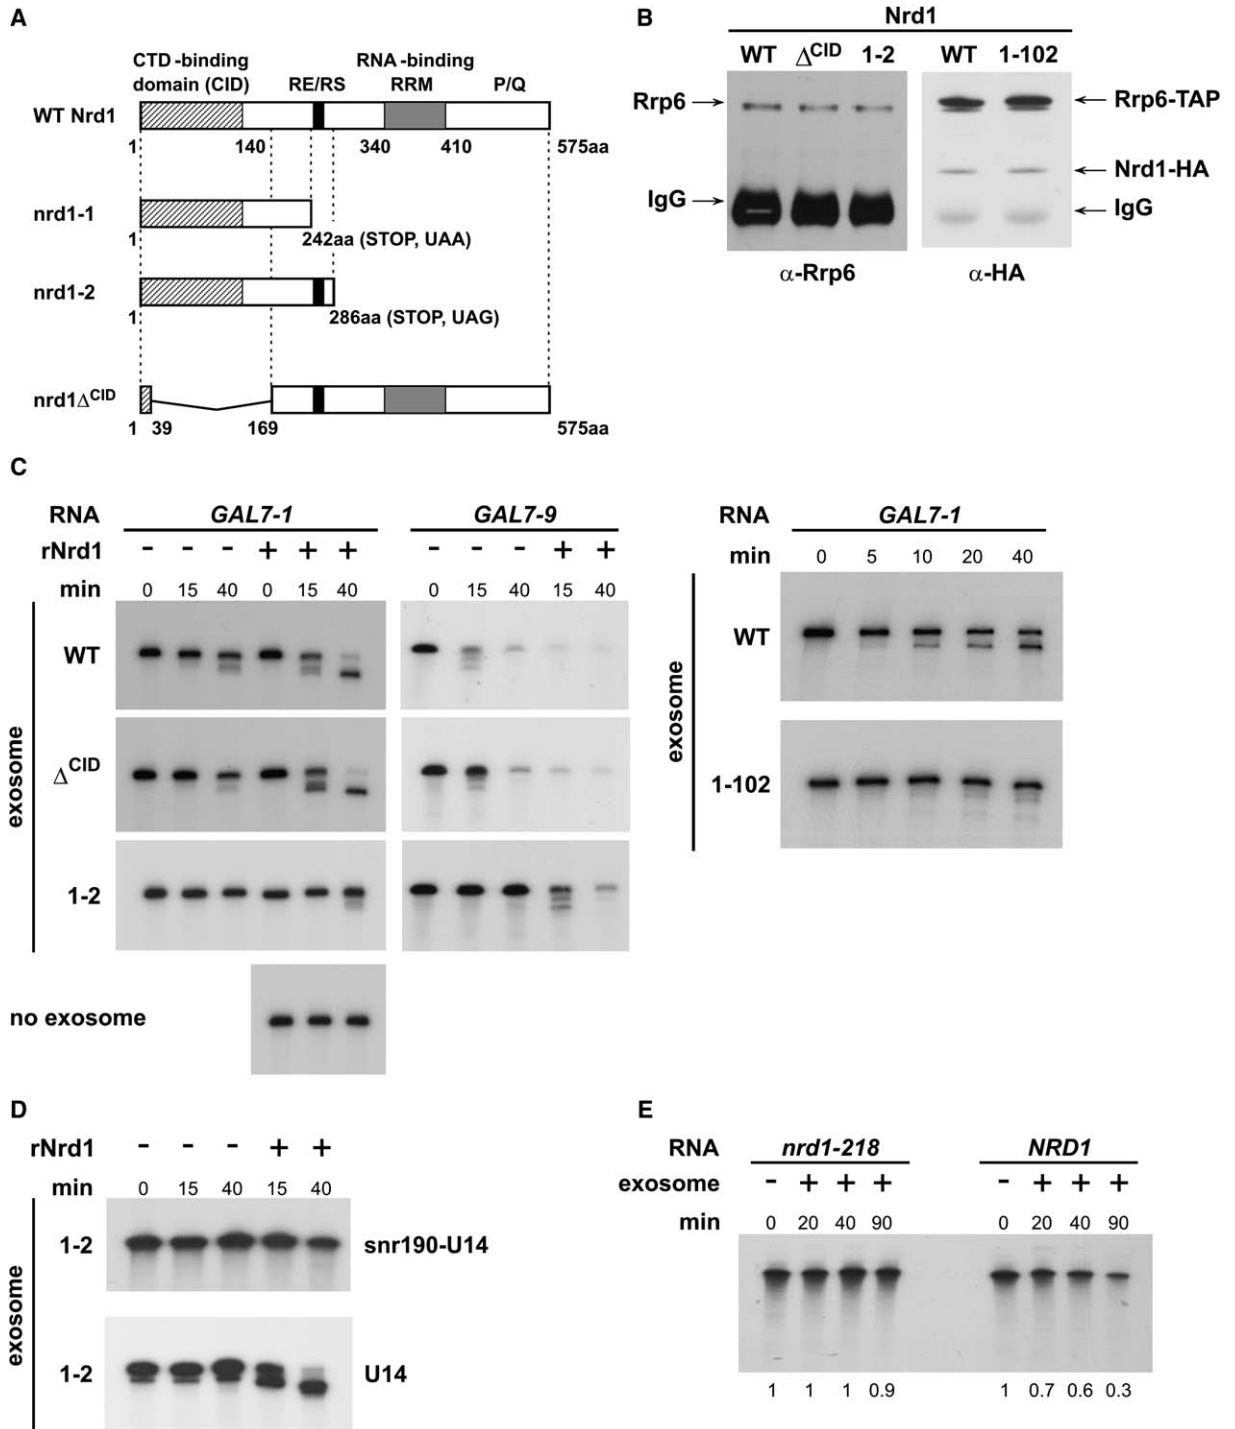 A
CTD -binding
domain (CID)
RNA -binding
RE/RS
RRM
P/Q
WT Nrd1
1
140
340
410
575aa
nrd1-1
1
242aa (STOP, UAA)
nrd1-2
1
286aa (STOP, UAG)
nrd1Δ^CID
1
39
169
575aa
B
Nrd1
WT Δ^CID 1-2
WT 1-102
Rrp6
IgG
Rrp6-TAP
Nrd1-HA
IgG
α-Rrp6
α-HA
C
RNA GAL7-1 GAL7-9
rNrd1 - - - + + + - - - + +
min 0 15 40 0 15 40 0 15 40 15 40
exosome
WT
Δ^CID
1-2
no exosome
RNA GAL7-1
min 0 5 10 20 40
exosome
WT
1-102
D
rNrd1 - - - + +
min 0 15 40 15 40
exosome
1-2 snr190-U14
1-2 U14
E
RNA nrd1-218 NRD1
exosome - + + + - + + +
min 0 20 40 90 0 20 40 90
1 1 1 0.9 1 0.7 0.6 0.3